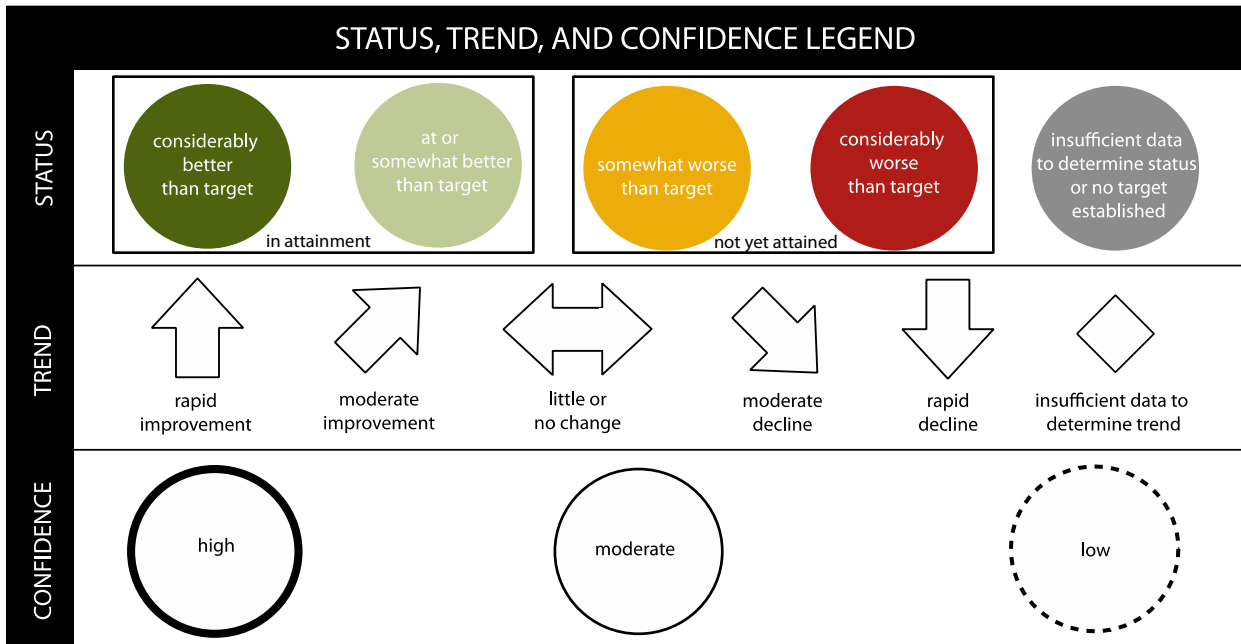 STATUS, TREND, AND CONFIDENCE LEGEND
STATUS
considerably
better
than target
at or
somewhat better
than target
in attainment
somewhat worse
than target
considerably
worse
than target
not yet attained
insufficient data
to determine status
or no target
established
TREND
rapid
improvement
moderate
improvement
little or
no change
moderate
decline
rapid
decline
insufficient data to
determine trend
CONFIDENCE
high
moderate
low